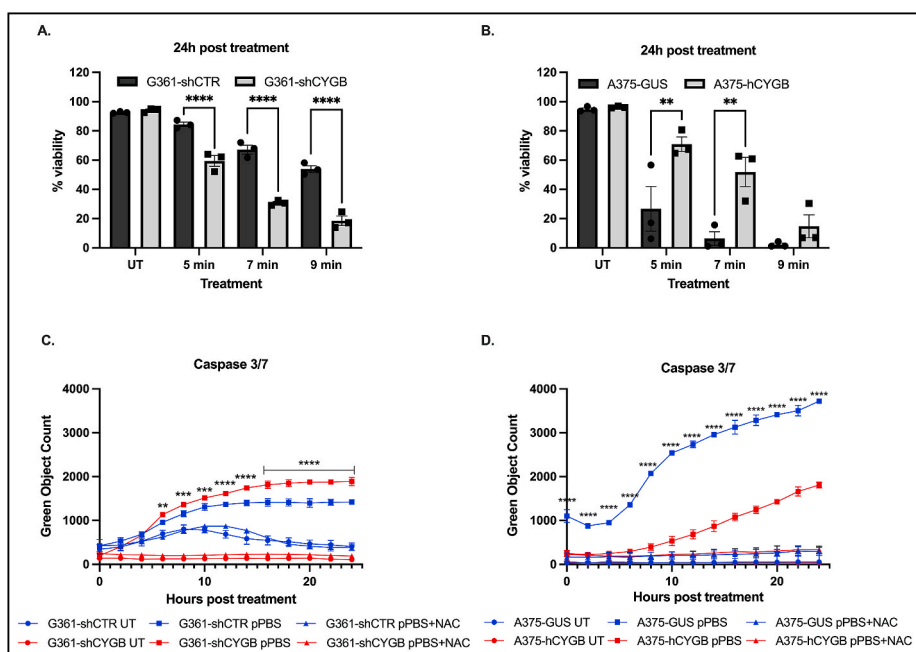 A.
24h post treatment
G361-shCTR G361-shCYGB
**** **** ****
% viability
120
100
80
60
40
20
0
UT 5 min 7 min 9 min
Treatment
B.
24h post treatment
A375-GUS A375-hCYGB
** **
% viability
120
100
80
60
40
20
0
UT 5 min 7 min 9 min
Treatment
C.
Caspase 3/7
Green Object Count
4000
3000
2000
1000
0
** *** *** **** **** ****
0 10 20
Hours post treatment
G361-shCTR UT G361-shCTR pPBS G361-shCTR pPBS+NAC
G361-shCYGB UT G361-shCYGB pPBS G361-shCYGB pPBS+NAC
D.
Caspase 3/7
Green Object Count
4000
3000
2000
1000
0
**** **** **** **** **** **** **** **** **** **** **** **** ****
0 10 20
Hours post treatment
A375-GUS UT A375-GUS pPBS A375-GUS pPBS+NAC
A375-hCYGB UT A375-hCYGB pPBS A375-hCYGB pPBS+NAC